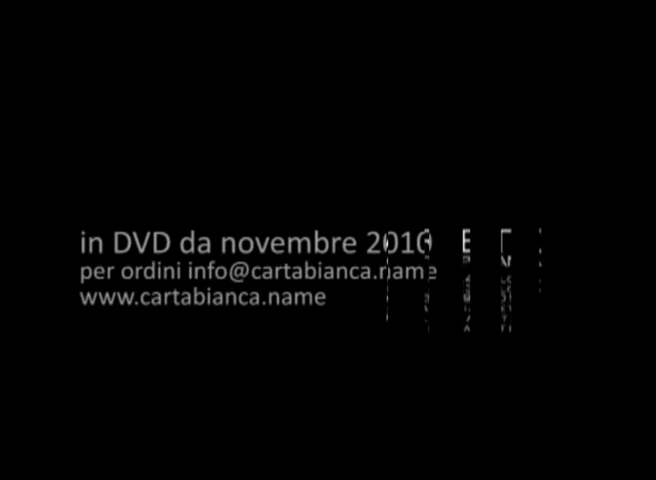 in DVD da novembre 2010
per ordini info@cartabianca.name
www.cartabianca.name